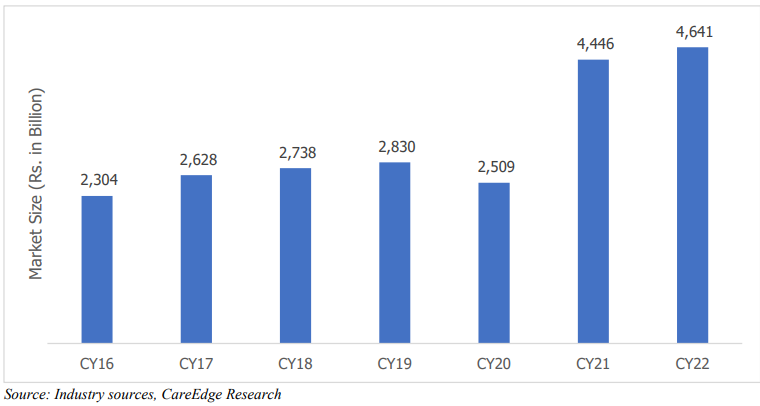 Market Size (Rs. in Billion)
2,304
2,628
2,738
2,830
2,509
4,446
4,641
CY16
CY17
CY18
CY19
CY20
CY21
CY22
Source: Industry sources, CareEdge Research